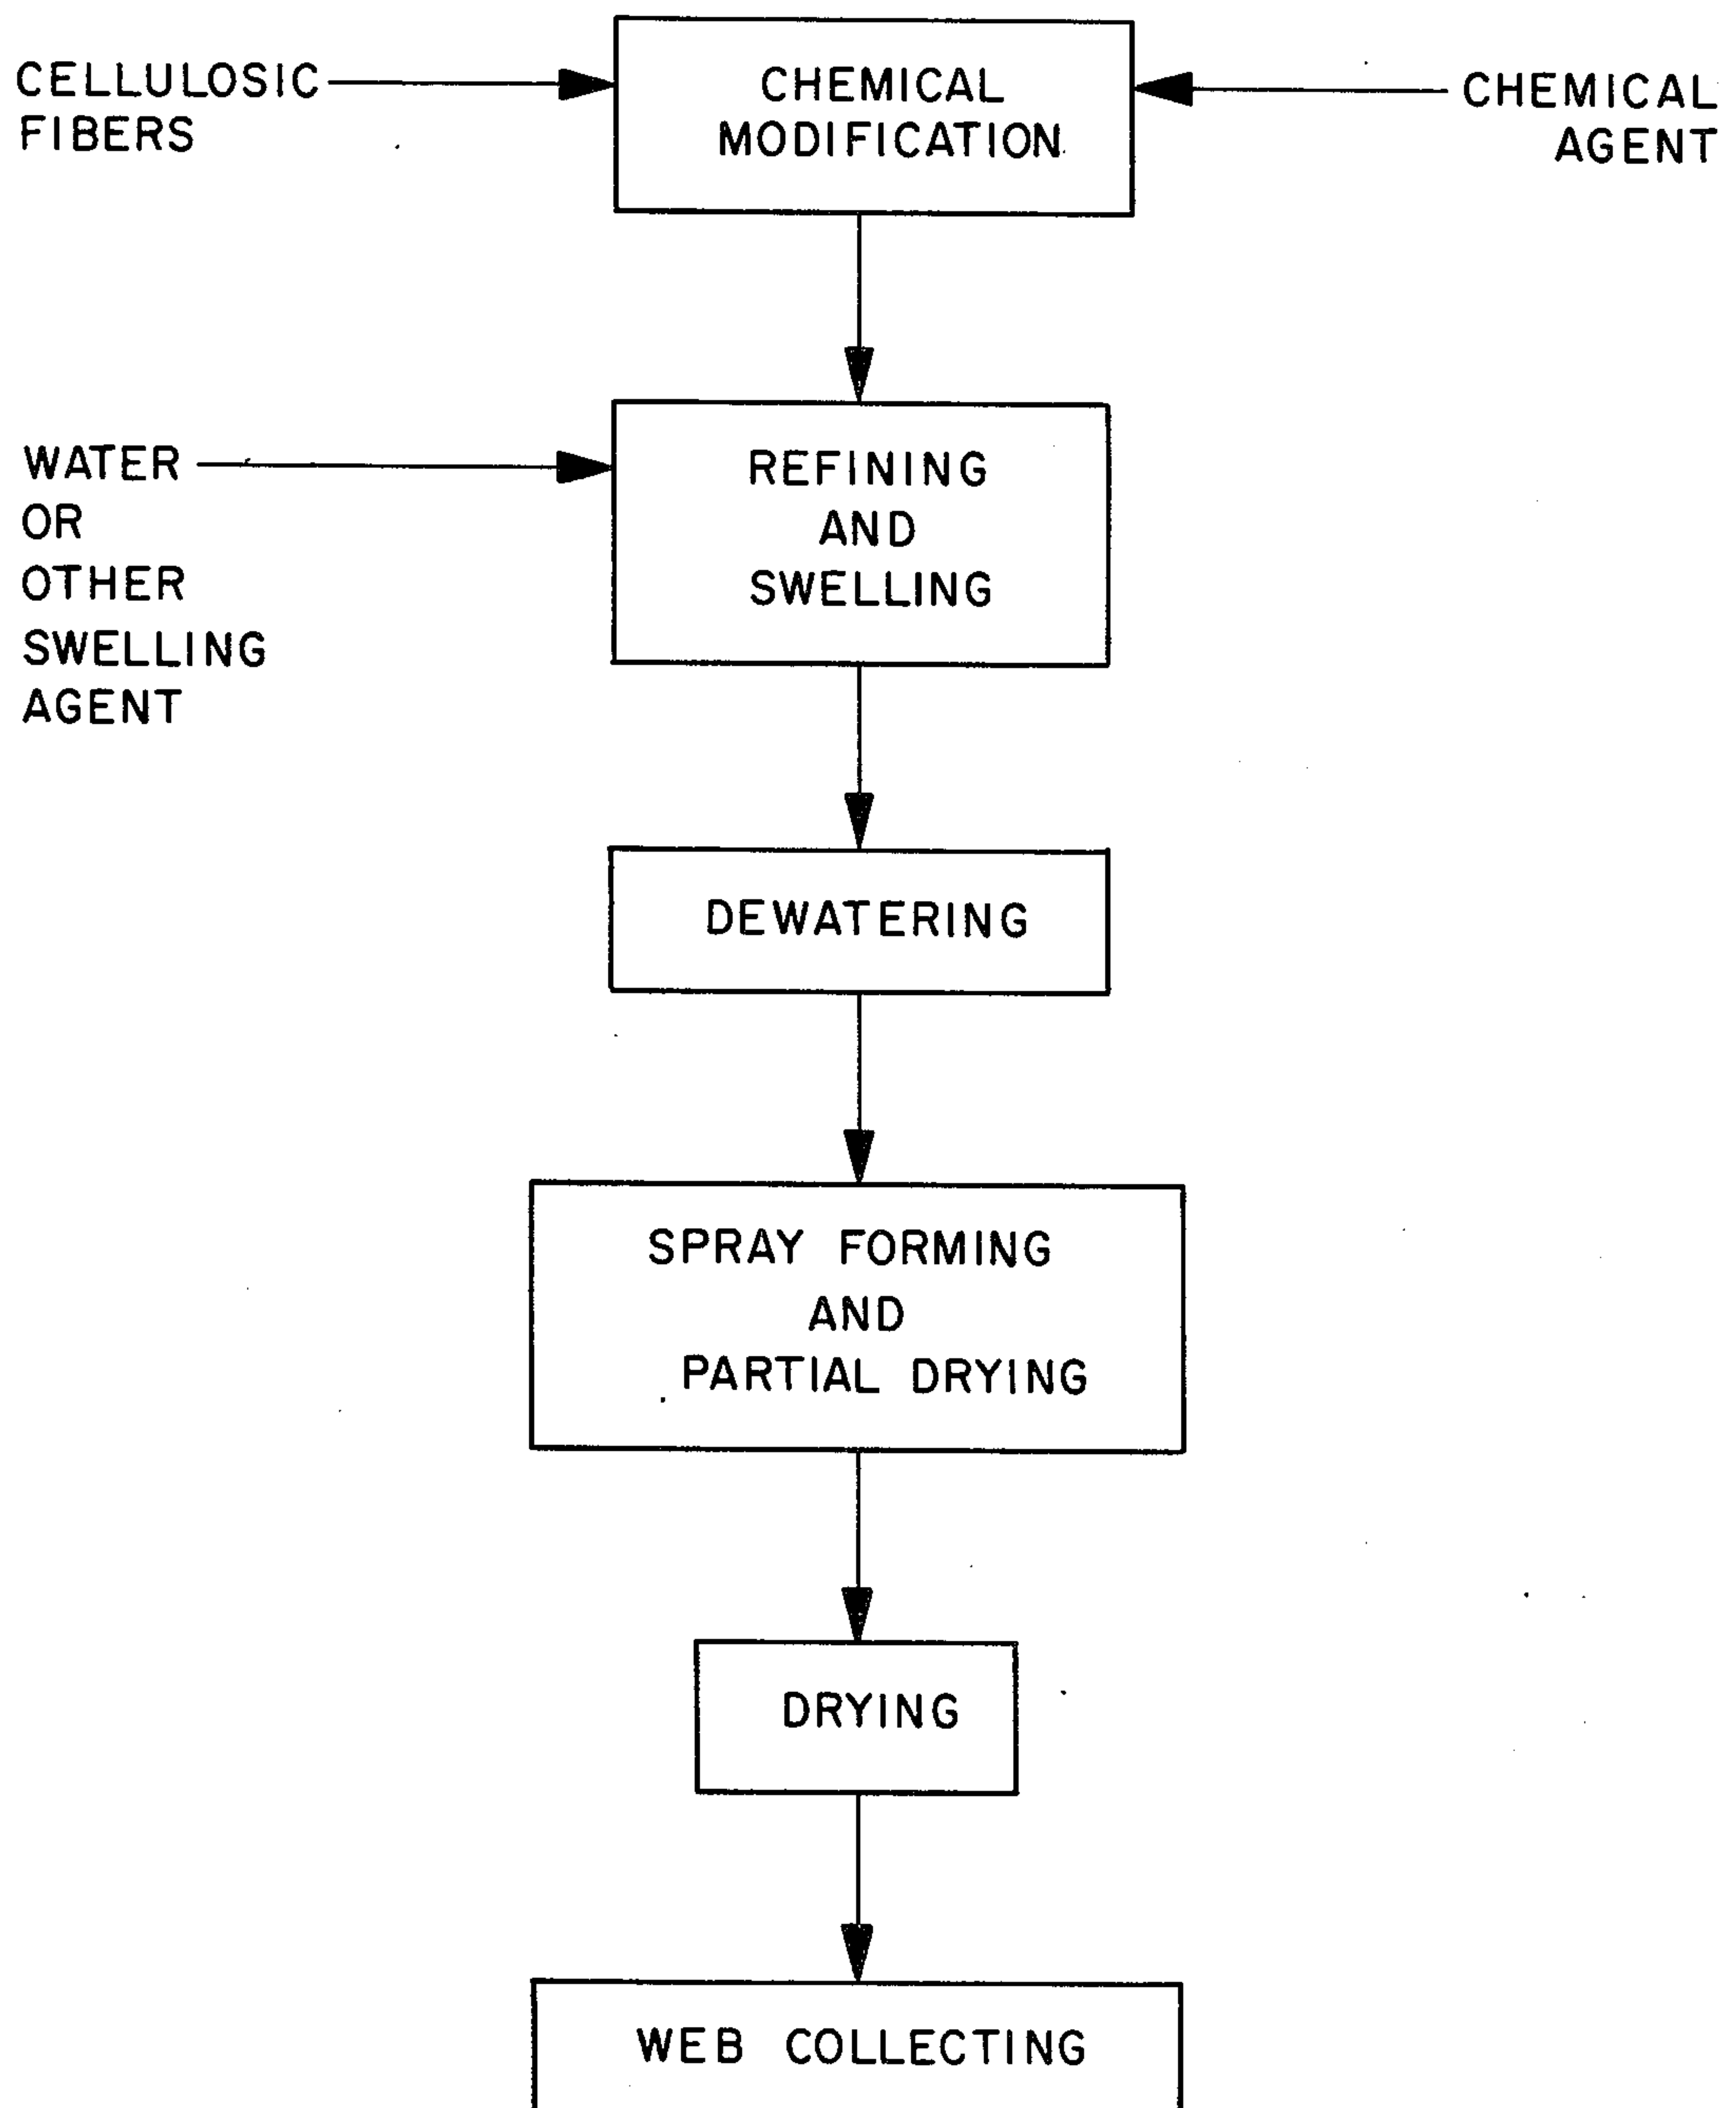 CELLULOSIC
FIBERS
CHEMICAL
MODIFICATION
CHEMICAL
AGENT
WATER
OR
OTHER
SWELLING
AGENT
REFINING
AND
SWELLING
DEWATERING
SPRAY FORMING
AND
PARTIAL DRYING
DRYING
WEB COLLECTING